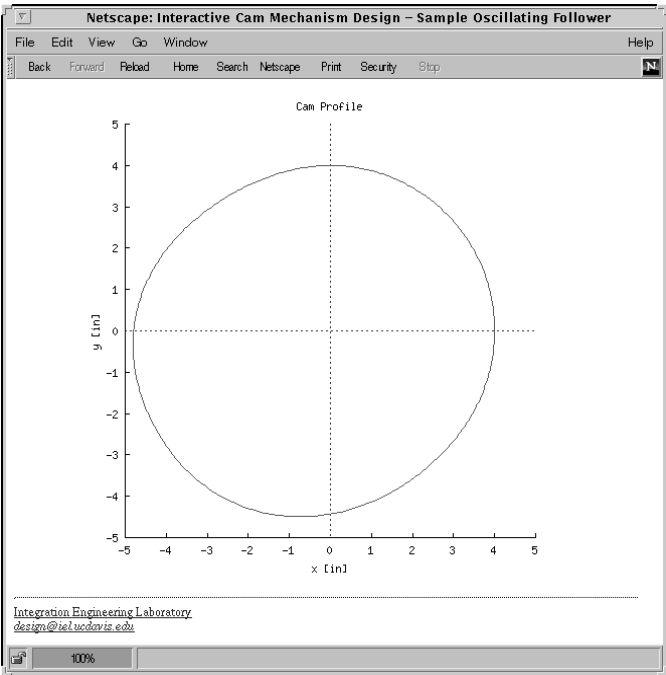 Netscape: Interactive Cam Mechanism Design – Sample Oscillating Follower
File Edit View Go Window Help
Back Forward Reload Home Search Netscape Print Security Stop N
Cam Profile
5
4
3
2
1
0
-1
-2
-3
-4
-5
y [in]
-5 -4 -3 -2 -1 0 1 2 3 4 5
x [in]
Integration Engineering Laboratory
design@iel.ucdavis.edu
100%